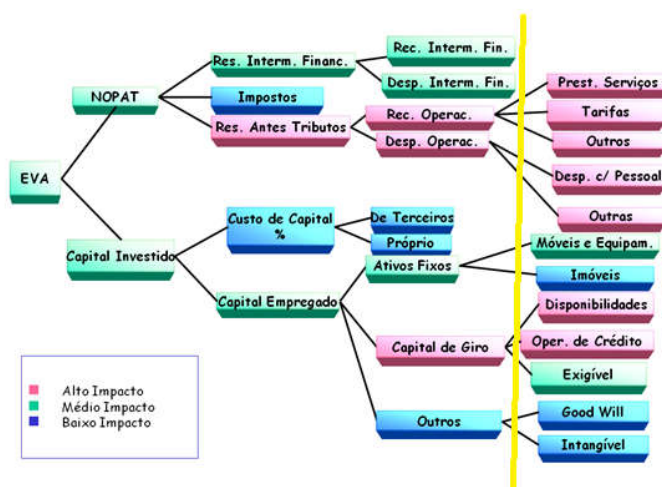 Rec. Interm. Fin.
Res. Interm. Financ.
Desp. Interm. Fin.
NOPAT
Impostos
Prest. Serviços
Res. Antes Tributos
Rec. Operac.
Tarifas
Outros
Desp. Operac.
EVA
Desp. c/ Pessoal
Outras
Custo de Capital
%
De Terceiros
Próprio
Móveis e Equipam.
Capital Investido
Ativos Fixos
Imóveis
Capital Empregado
Disponibilidades
Capital de Giro
Oper. de Crédito
Exigível
Outros
Good Will
Intangível
Alto Impacto
Médio Impacto
Baixo Impacto